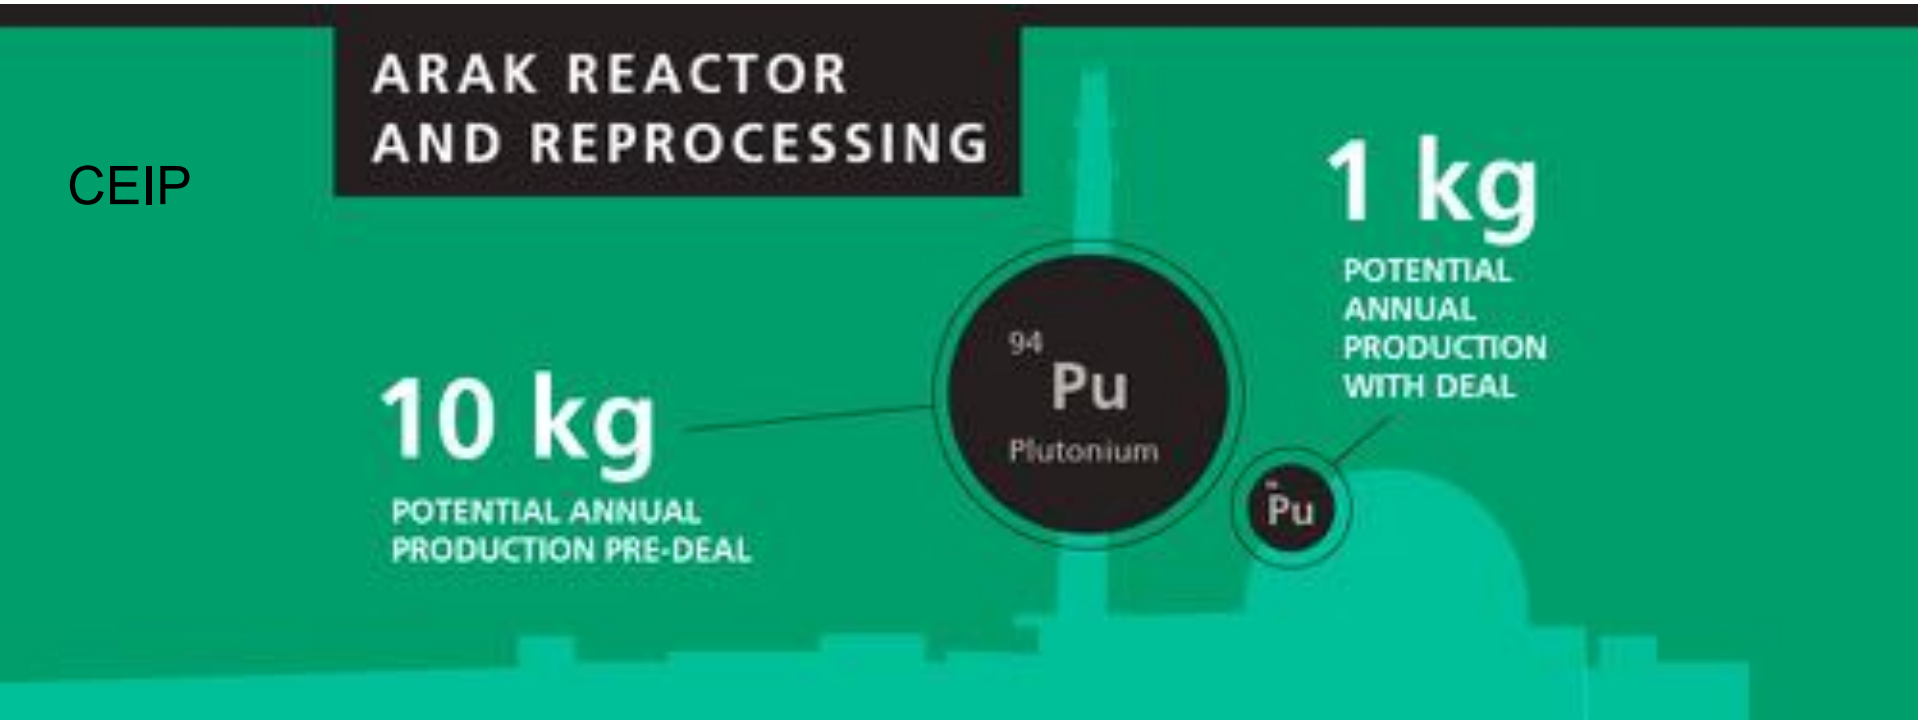 ARAK REACTOR
AND REPROCESSING
CEIP
1 kg
POTENTIAL
ANNUAL
PRODUCTION
WITH DEAL
94
Pu
Plutonium
10 kg
POTENTIAL ANNUAL
PRODUCTION PRE-DEAL
Pu